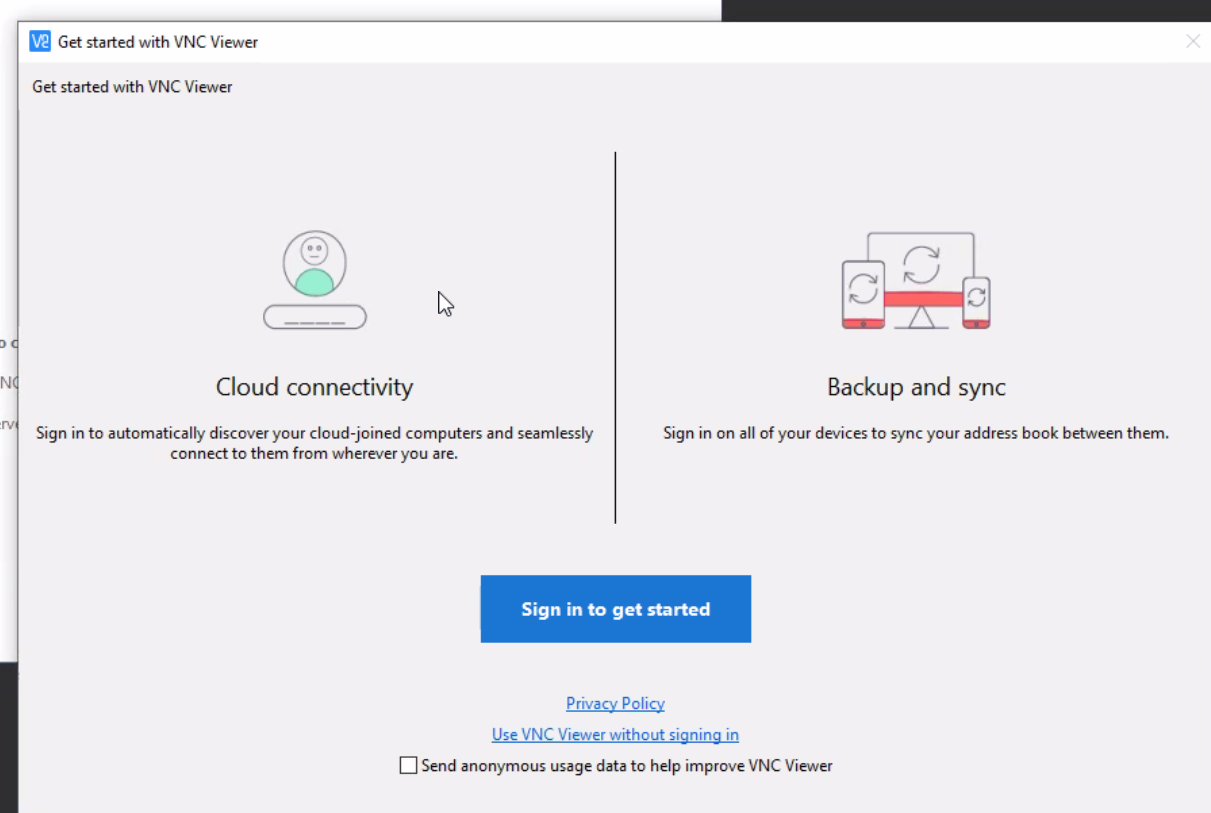 Get started with VNC Viewer
Get started with VNC Viewer
Cloud connectivity
Sign in to automatically discover your cloud-joined computers and seamlessly
connect to them from wherever you are.
Backup and sync
Sign in on all of your devices to sync your address book between them.
Sign in to get started
Privacy Policy
Use VNC Viewer without signing in
Send anonymous usage data to help improve VNC Viewer